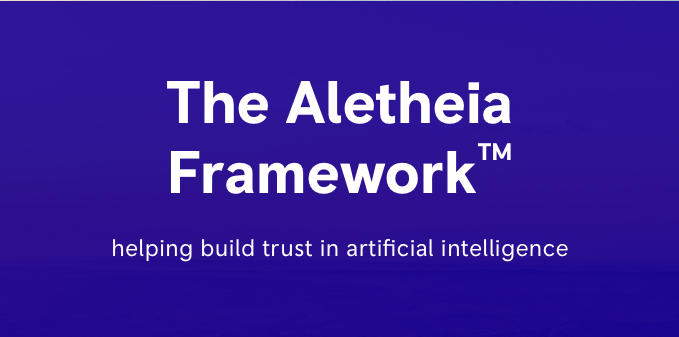 The Aletheia
Framework™
helping build trust in artificial intelligence